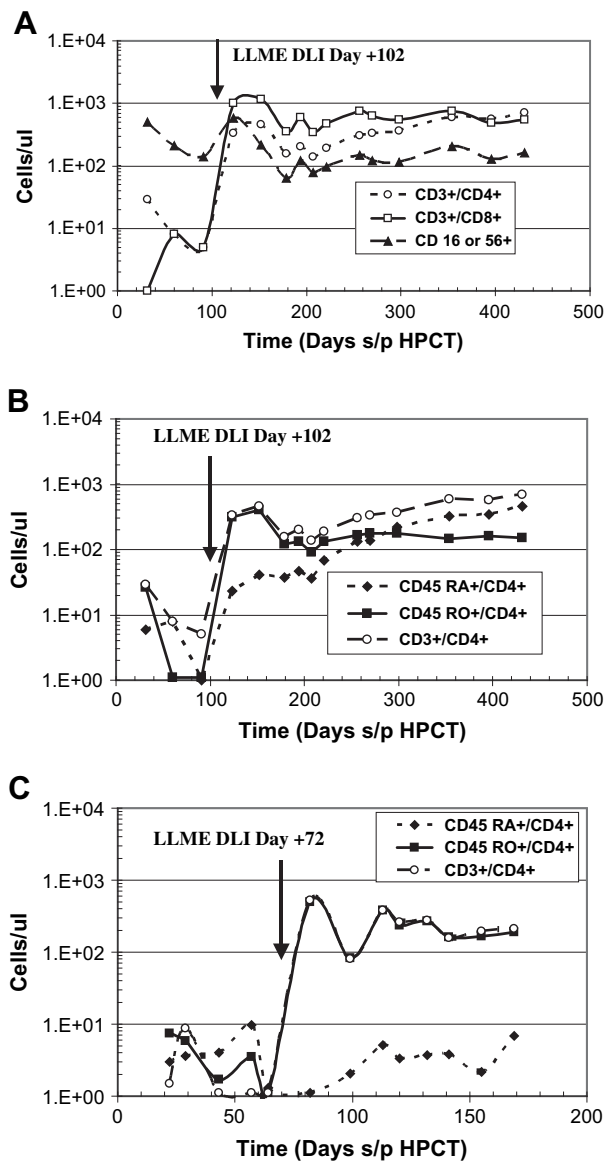 A
1.E+04
1.E+03
1.E+02
1.E+01
1.E+00
Cells/ul
LLME DLI Day +102
CD3+/CD4+
CD3+/CD8+
CD 16 or 56+
0 100 200 300 400 500
Time (Days s/p HPCT)
B
1.E+04
1.E+03
1.E+02
1.E+01
1.E+00
Cells/ul
LLME DLI Day +102
CD45 RA+/CD4+
CD45 RO+/CD4+
CD3+/CD4+
0 100 200 300 400 500
Time (Days s/p HPCT)
C
1.E+04
1.E+03
1.E+02
1.E+01
1.E+00
Cells/ul
LLME DLI Day +72
CD45 RA+/CD4+
CD45 RO+/CD4+
CD3+/CD4+
0 50 100 150 200
Time (Days s/p HPCT)